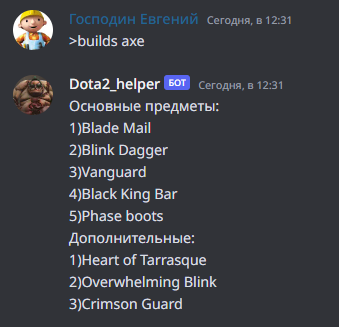 Господин Евгений Сегодня, в 12:31
>builds axe
Dota2_helper БОТ Сегодня, в 12:31
Основные предметы:
1)Blade Mail
2)Blink Dagger
3)Vanguard
4)Black King Bar
5)Phase boots
Дополнительные:
1)Heart of Tarrasque
2)Overwhelming Blink
3)Crimson Guard